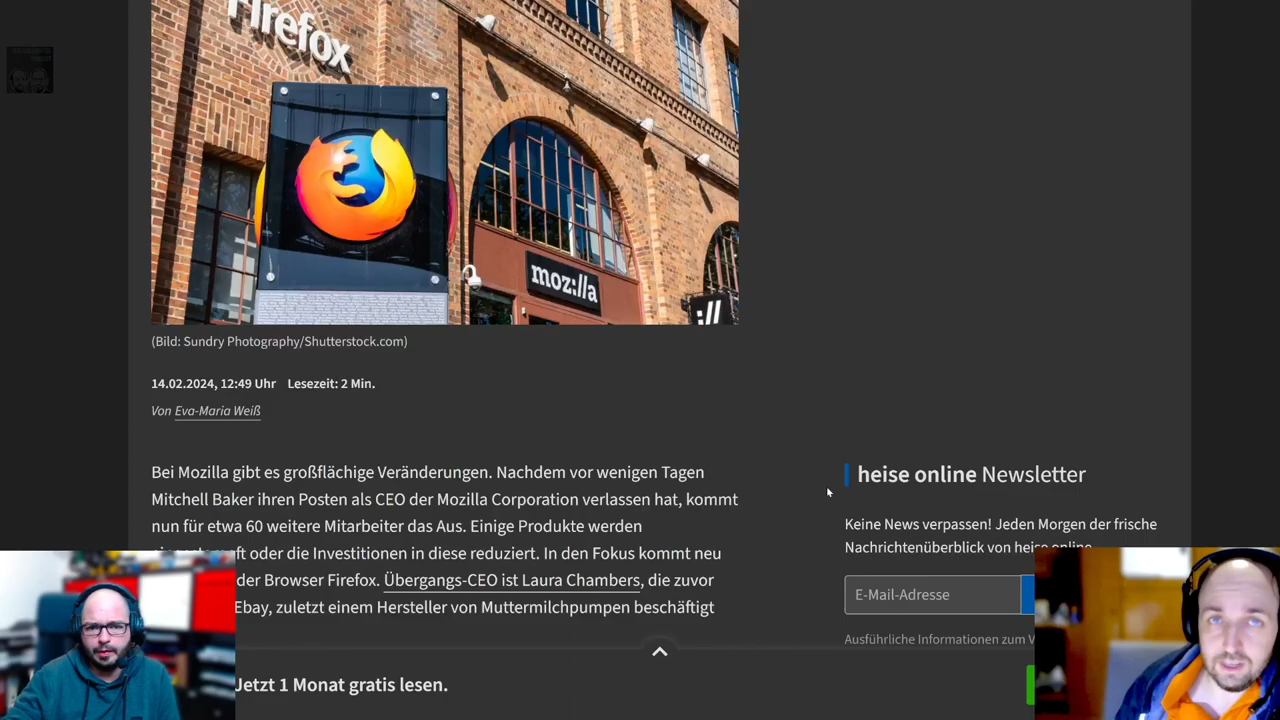 Firefox
moz://a
://
(Bild: Sundry Photography/Shutterstock.com)
14.02.2024, 12:49 Uhr Lesezeit: 2 Min.
Von Eva-Maria Weiß
Bei Mozilla gibt es großflächige Veränderungen. Nachdem vor wenigen Tagen
Mitchell Baker ihren Posten als CEO der Mozilla Corporation verlassen hat, kommt
nun für etwa 60 weitere Mitarbeiter das Aus. Einige Produkte werden
oder die Investitionen in diese reduziert. In den Fokus kommt neu
der Browser Firefox. Übergangs-CEO ist Laura Chambers, die zuvor
Ebay, zuletzt einem Hersteller von Muttermilchpumpen beschäftigt
heise online Newsletter
Keine News verpassen! Jeden Morgen der frische
Nachrichtenüberblick von heise online
E-Mail-Adresse
Ausführliche Informationen zum
Jetzt 1 Monat gratis lesen.